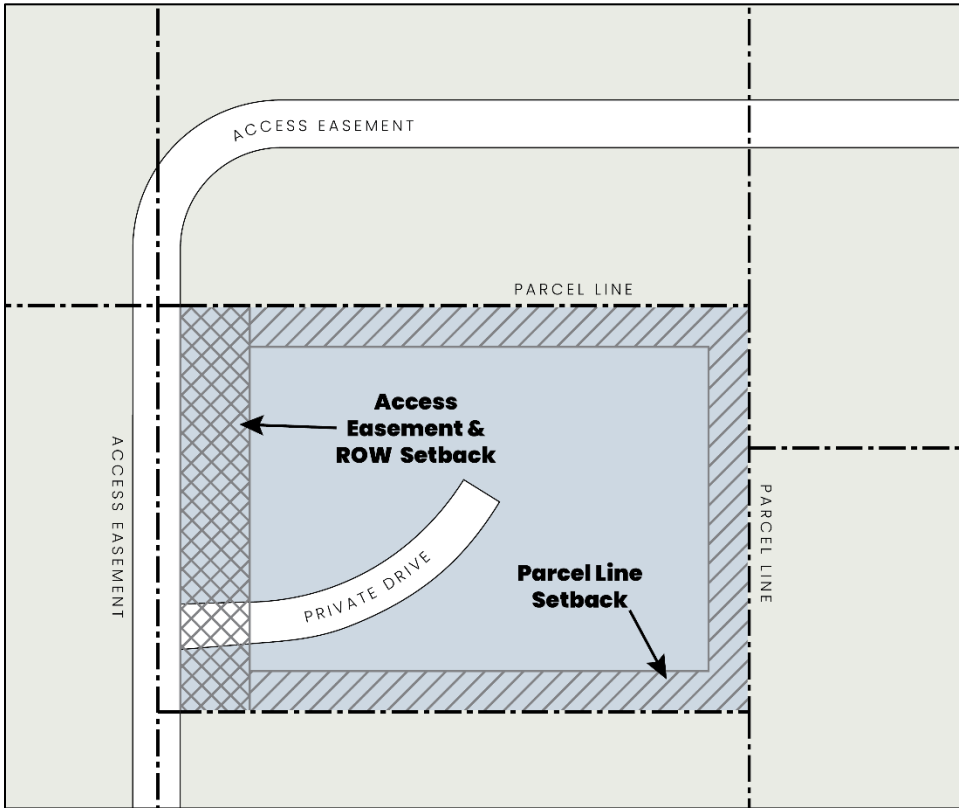 ACCESS EASEMENT
PARCEL LINE
Access
Easement &
ROW Setback
ACCESS EASEMENT
PARCEL LINE
PRIVATE DRIVE
Parcel Line
Setback